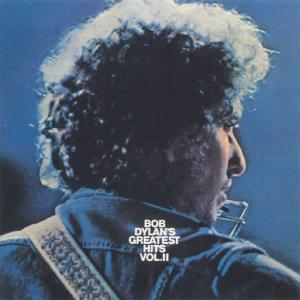 BOB
DYLAN'S
GREATEST
HITS
VOL.II